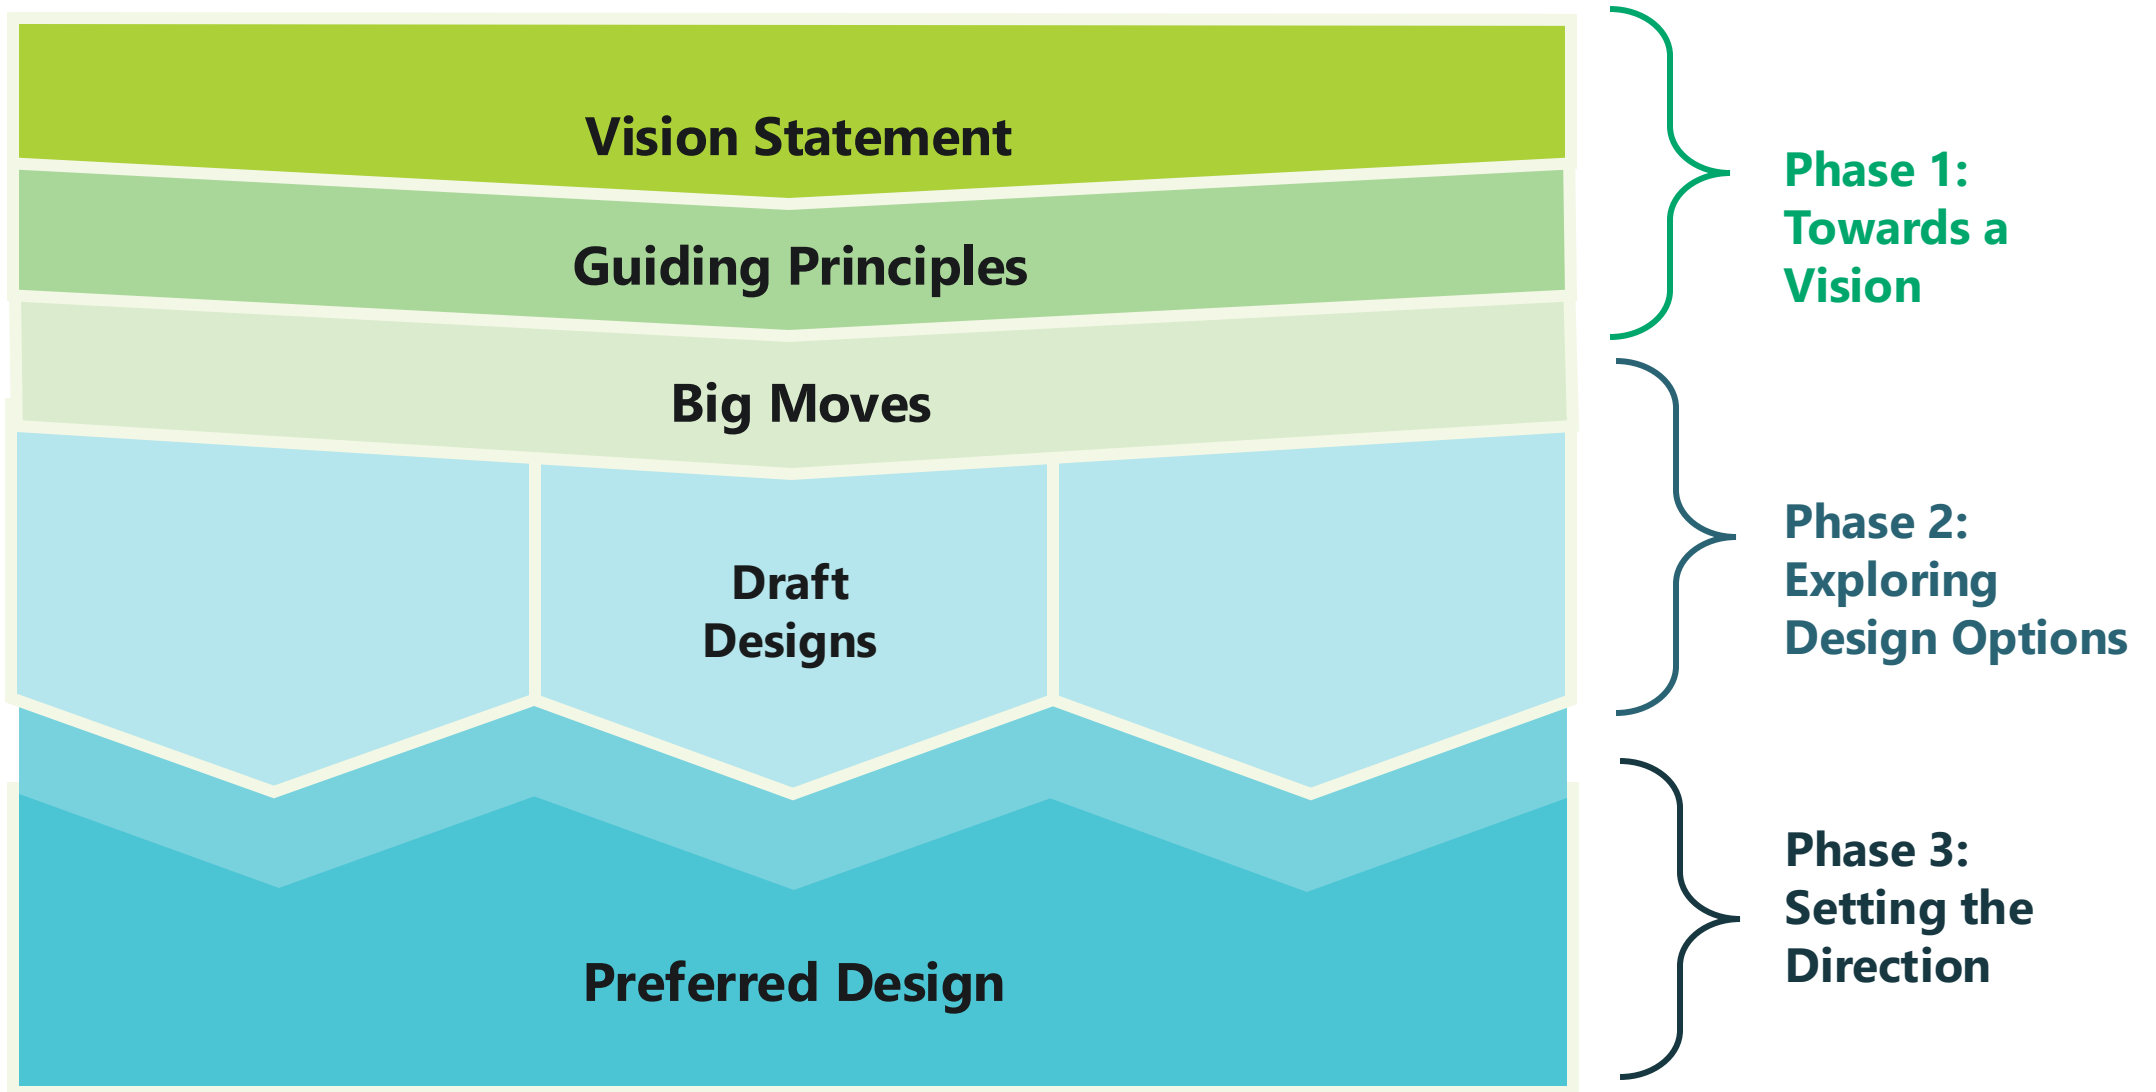 Vision Statement
Guiding Principles
Big Moves
Draft
Designs
Preferred Design
Phase 1:
Towards a
Vision
Phase 2:
Exploring
Design Options
Phase 3:
Setting the
Direction